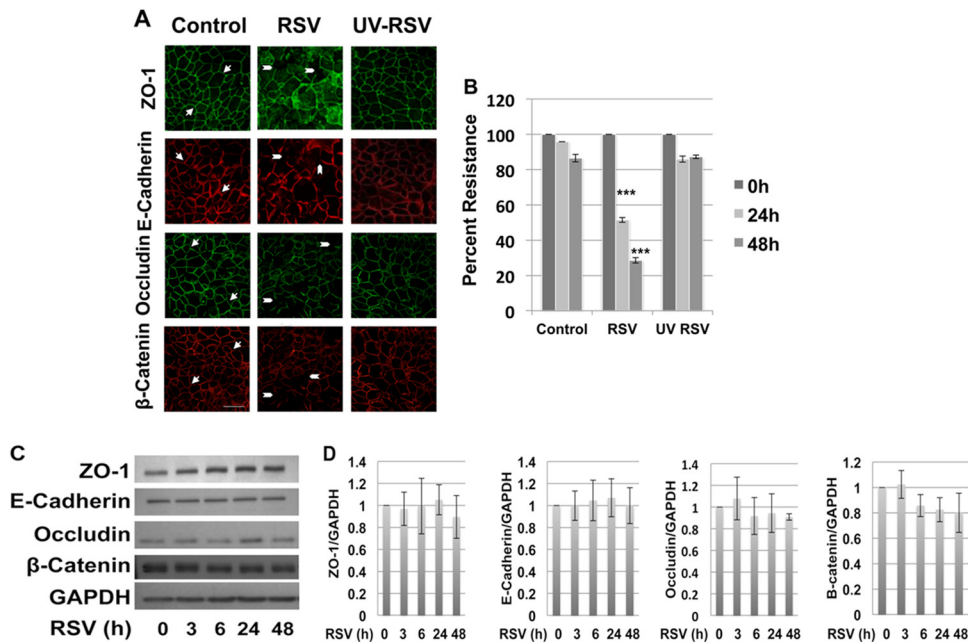 A
Control RSV UV-RSV
ZO-1
E-Cadherin
Occludin
β-Catenin
B
120
100
80
60
40
20
0
Percent Resistance
***
***
Control RSV UV RSV
0h
24h
48h
C
ZO-1
E-Cadherin
Occludin
β-Catenin
GAPDH
RSV (h) 0 3 6 24 48
D
ZO-1/GAPDH
1.4
1.2
1
0.8
0.6
0.4
0.2
0
RSV (h) 0 3 6 24 48
E-Cadherin/GAPDH
1.4
1.2
1
0.8
0.6
0.4
0.2
0
0 3 6 24 48
Occludin/GAPDH
1.4
1.2
1
0.8
0.6
0.4
0.2
0
RSV (h) 0 3 6 24 48
B-catenin/GAPDH
1.2
1
0.8
0.6
0.4
0.2
0
0 3 6 24 48